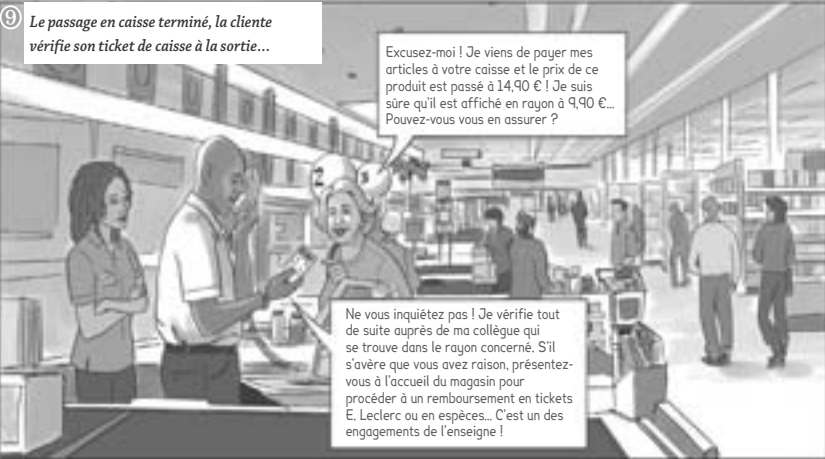 9 Le passage en caisse terminé, la cliente
vérifie son ticket de caisse à la sortie...
Excusez-moi ! Je viens de payer mes
articles à votre caisse et le prix de ce
produit est passé à 14,90 € ! Je suis
sûre qu'il est affiché en rayon à 9,90 €...
Pouvez-vous vous en assurer ?
2
3
Ne vous inquiétez pas ! Je vérifie tout
de suite auprès de ma collègue qui
se trouve dans le rayon concerné. S'il
s'avère que vous avez raison, présentez-
vous à l'accueil du magasin pour
procéder à un remboursement en tickets
E. Leclerc ou en espèces... C'est un des
engagements de l'enseigne !